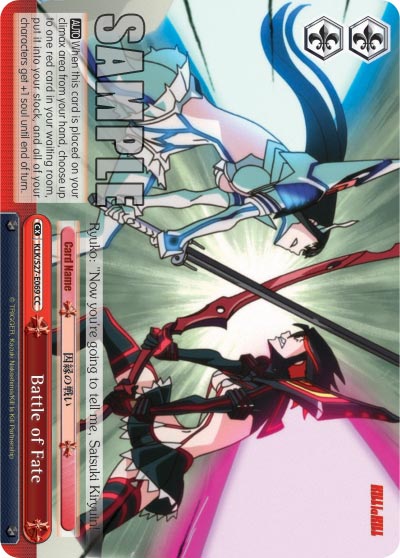 KILL la KILL
SAMPLE
Ryuko: "Now you're going to tell me, Satsuki Kiryuin!"
【AUTO】 When this card is placed on your
climax area from your hand, choose up
to one red card in your waiting room,
put it into your stock, and all of your
characters get +1 soul until end of turn.
Card Name
因縁の戦い
CX KLK/S27-E069 CC
Battle of Fate
© TRIGGER, Kazuki Nakashima/Kill la Kill Partnership